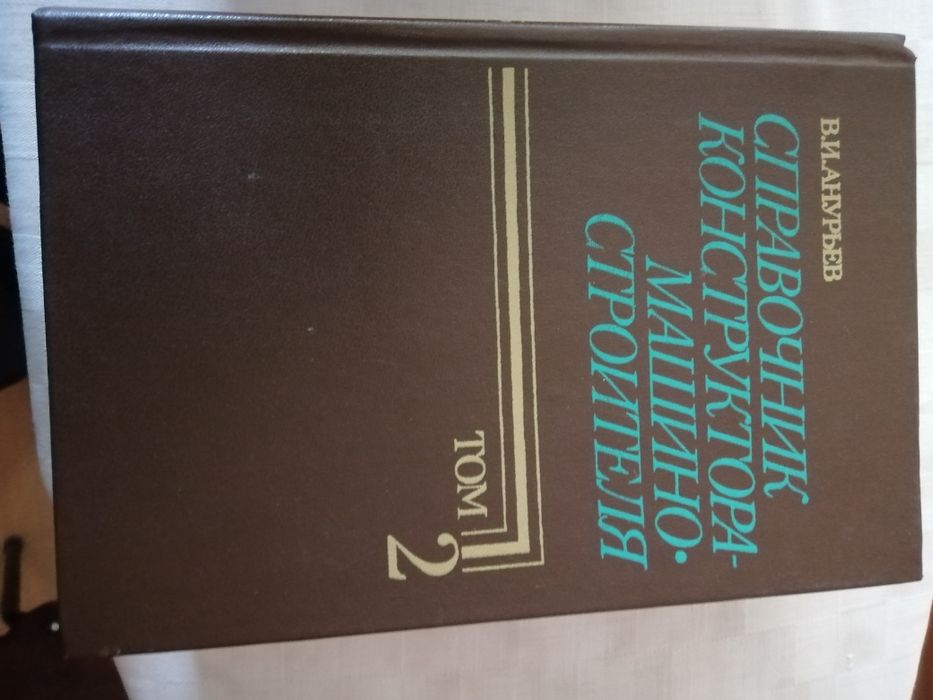 В.И.АНУРЬЕВ
СПРАВОЧНИК
КОНСТРУКТОРА-
МАШИНО·
СТРОИТЕЛЯ
ТОМ 2